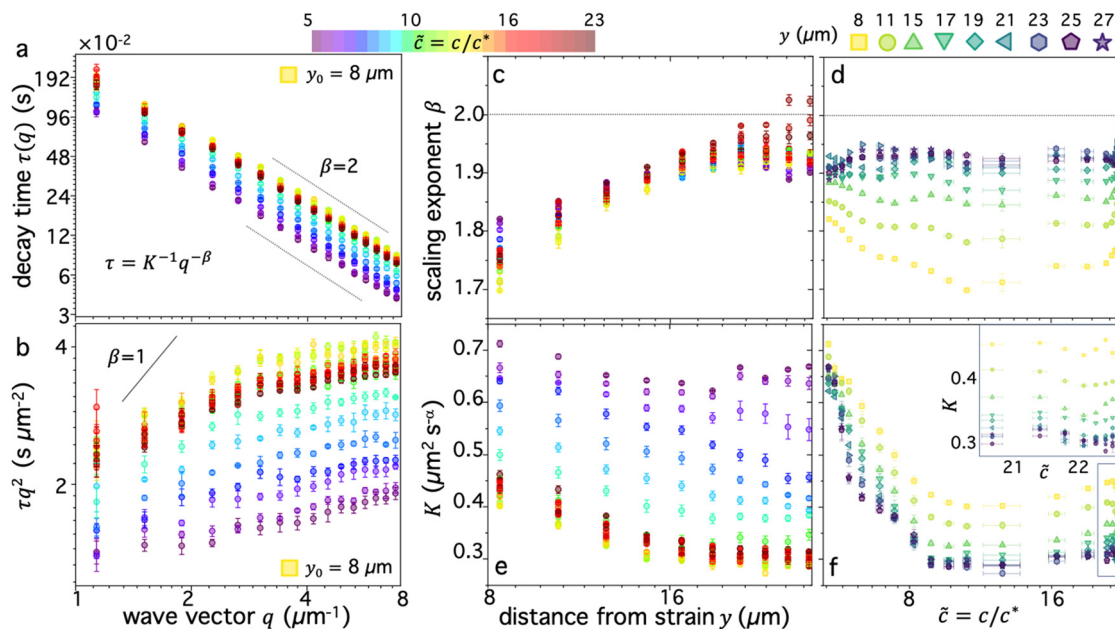 5 10 16 23
c̃ = c/c*
y (µm) 8 11 15 17 19 21 23 25 27
a ×10⁻²
y₀ = 8 µm
β=2
τ = K⁻¹q⁻ᵝ
decay time τ(q) (s)
192
96
48
24
12
6
3
b
β=1
y₀ = 8 µm
τq² (s µm⁻²)
4
2
1 2 4 8
wave vector q (µm⁻¹)
c
scaling exponent β
2.0
1.9
1.8
1.7
d
e
K (µm² s⁻ᵅ)
0.7
0.6
0.5
0.4
0.3
8 16
distance from strain y (µm)
f
K
0.4
0.3
21 22
c̃
8 16
c̃ = c/c*